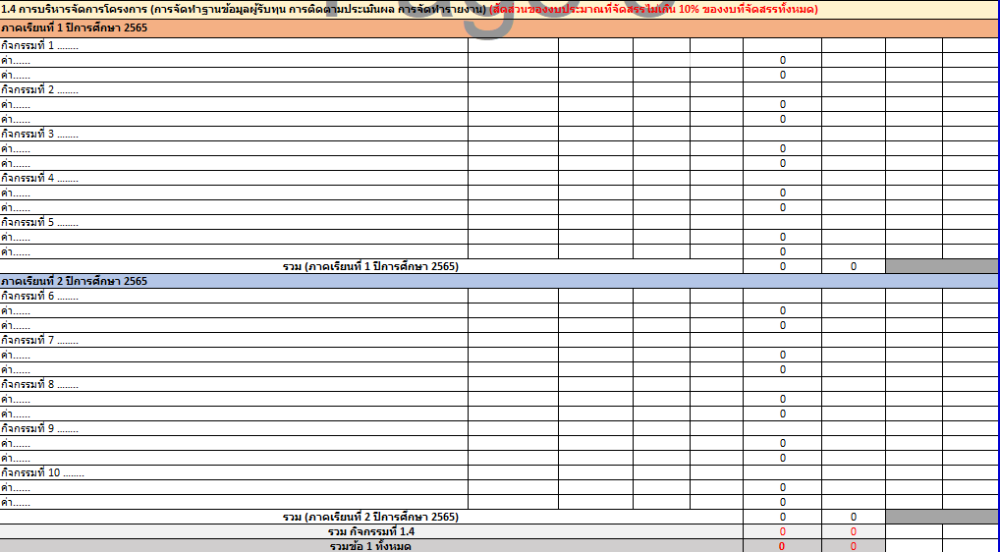 1.4 การบริหารจัดการโครงการ (การจัดทำฐานข้อมูลผู้รับทุน การติดตามประเมินผล การจัดทำรายงาน) (สัดส่วนของงบประมาณที่จัดสรรไม่เกิน 10% ของงบที่จัดสรรทั้งหมด)
ภาคเรียนที่ 1 ปีการศึกษา 2565
กิจกรรมที่ 1 ........
ค่า...... 0
ค่า...... 0
กิจกรรมที่ 2 ........
ค่า...... 0
ค่า...... 0
กิจกรรมที่ 3 ........
ค่า...... 0
ค่า...... 0
กิจกรรมที่ 4 ........
ค่า...... 0
ค่า...... 0
กิจกรรมที่ 5 ........
ค่า...... 0
ค่า...... 0
รวม (ภาคเรียนที่ 1 ปีการศึกษา 2565) 0 0
ภาคเรียนที่ 2 ปีการศึกษา 2565
กิจกรรมที่ 6 ........
ค่า...... 0
ค่า...... 0
กิจกรรมที่ 7 ........
ค่า...... 0
ค่า...... 0
กิจกรรมที่ 8 ........
ค่า...... 0
ค่า...... 0
กิจกรรมที่ 9 ........
ค่า...... 0
ค่า...... 0
กิจกรรมที่ 10 ........
ค่า...... 0
ค่า...... 0
รวม (ภาคเรียนที่ 2 ปีการศึกษา 2565) 0 0
รวม กิจกรรมที่ 1.4 0 0
รวมข้อ 1 ทั้งหมด 0 0